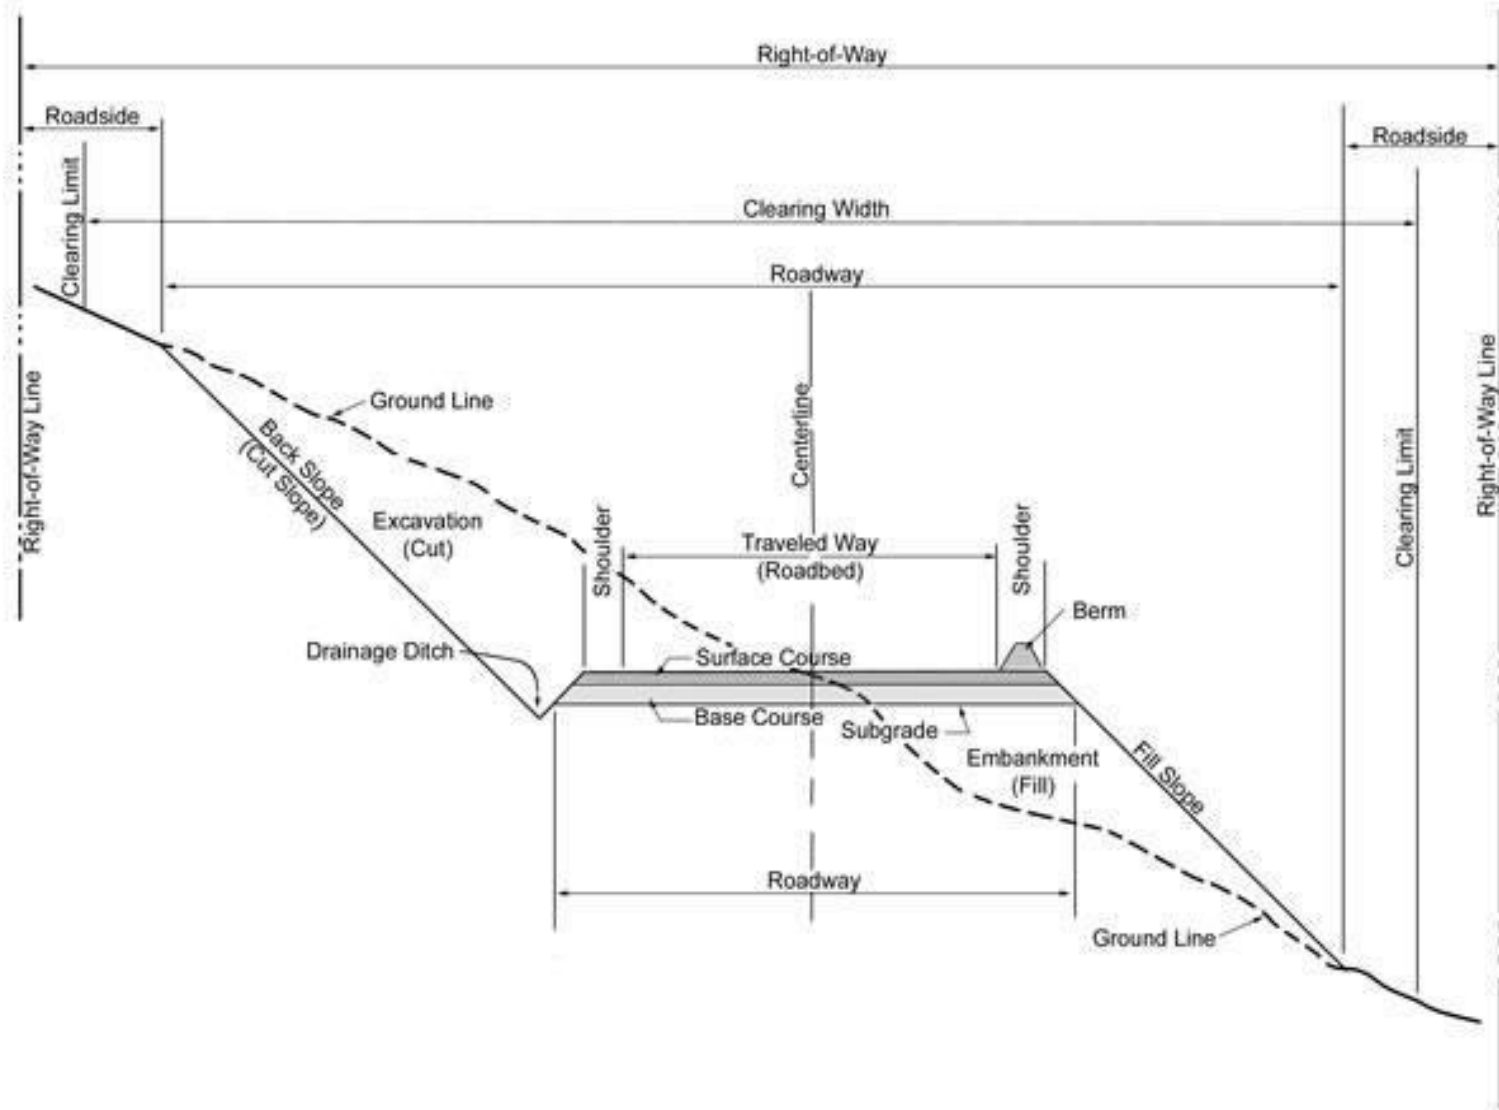 Right-of-Way
Roadside
Roadside
Clearing Limit
Clearing Width
Roadway
Right-of-Way Line
Ground Line
Back Slope
(Cut Slope)
Excavation
(Cut)
Centerline
Right-of-Way Line
Clearing Limit
Shoulder
Traveled Way
(Roadbed)
Shoulder
Berm
Drainage Ditch
Surface Course
Base Course
Subgrade
Embankment
(Fill)
Fill Slope
Roadway
Ground Line